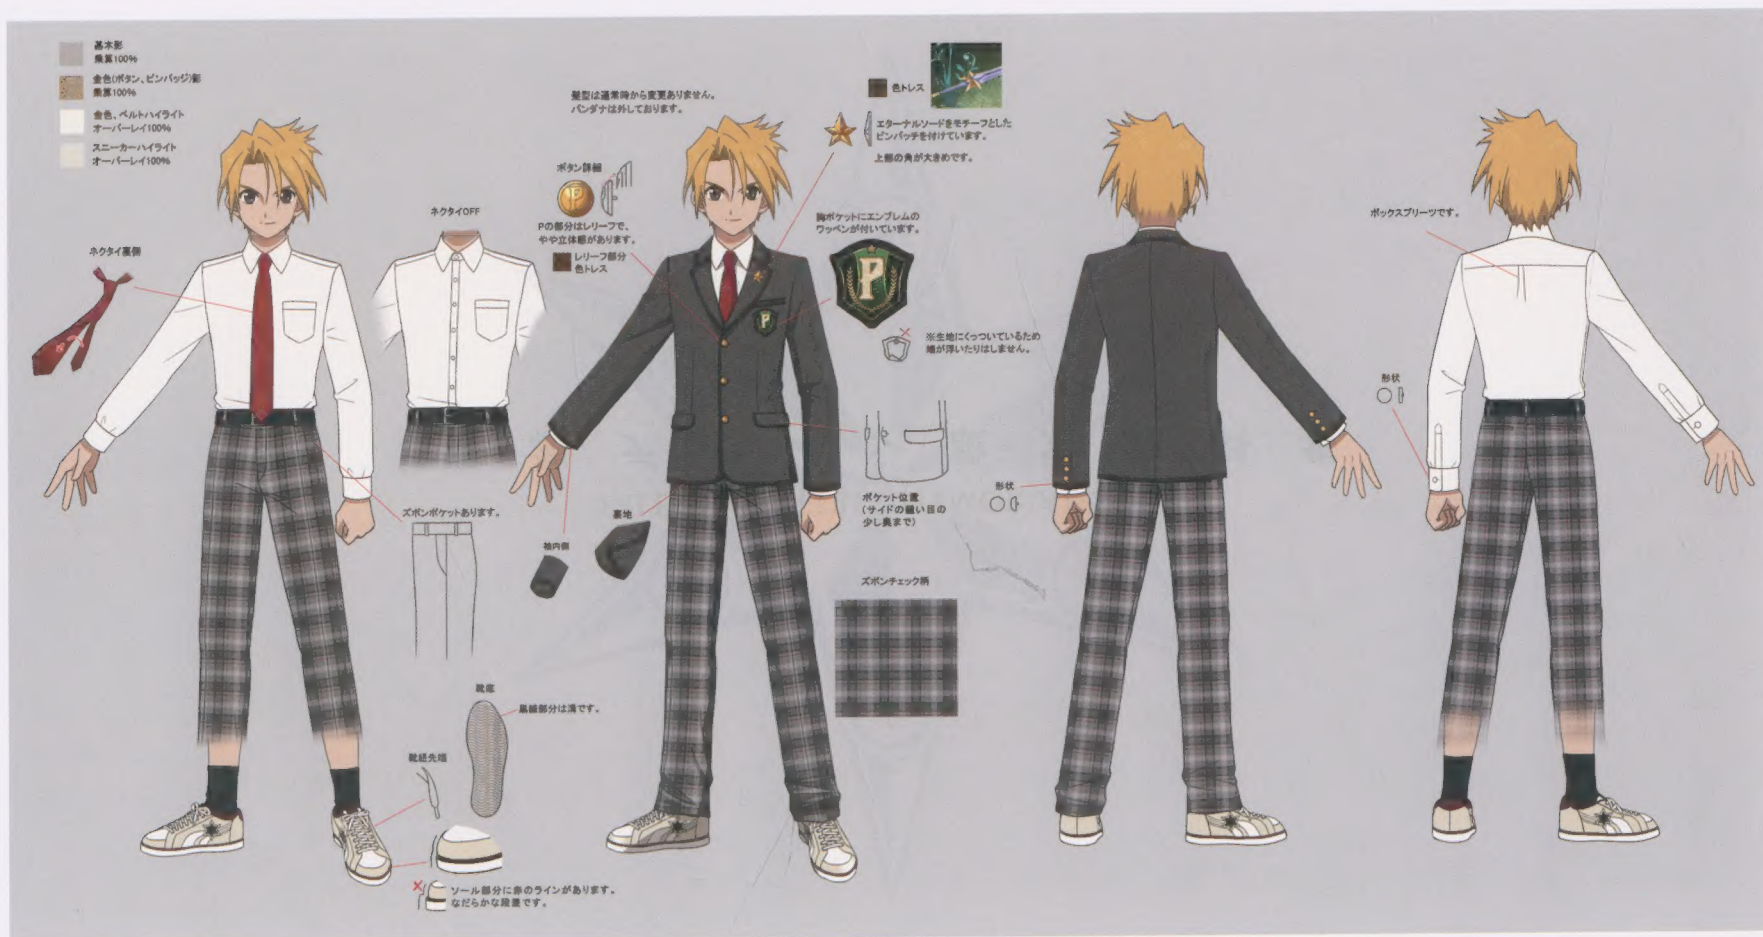 基本影
乗算100%
金色(ボタン、ピンバッジ)影
乗算100%
金色、ベルトハイライト
オーバーレイ100%
スニーカーハイライト
オーバーレイ100%
ネクタイ裏側
ネクタイOFF
ズボンポケットあります。
靴底
黒線部分は溝です。
靴紐先端
ソール部分に赤のラインがあります。
なだらかな段差です。
髪型は通常時から変更ありません。
バンダナは外しております。
ボタン詳細
P
Pの部分はレリーフで、
やや立体感があります。
レリーフ部分
色トレス
袖内側
裏地
色トレス
エターナルソードをモチーフとした
ピンバッチを付けています。
上部の角が大きめです。
胸ポケットにエンブレムの
ワッペンが付いています。
P
P
※生地にくっついているため
端が浮いたりはしません。
ポケット位置
(サイドの縫い目の
少し奥まで)
ズボンチェック柄
形状
ボックスプリーツです。
形状